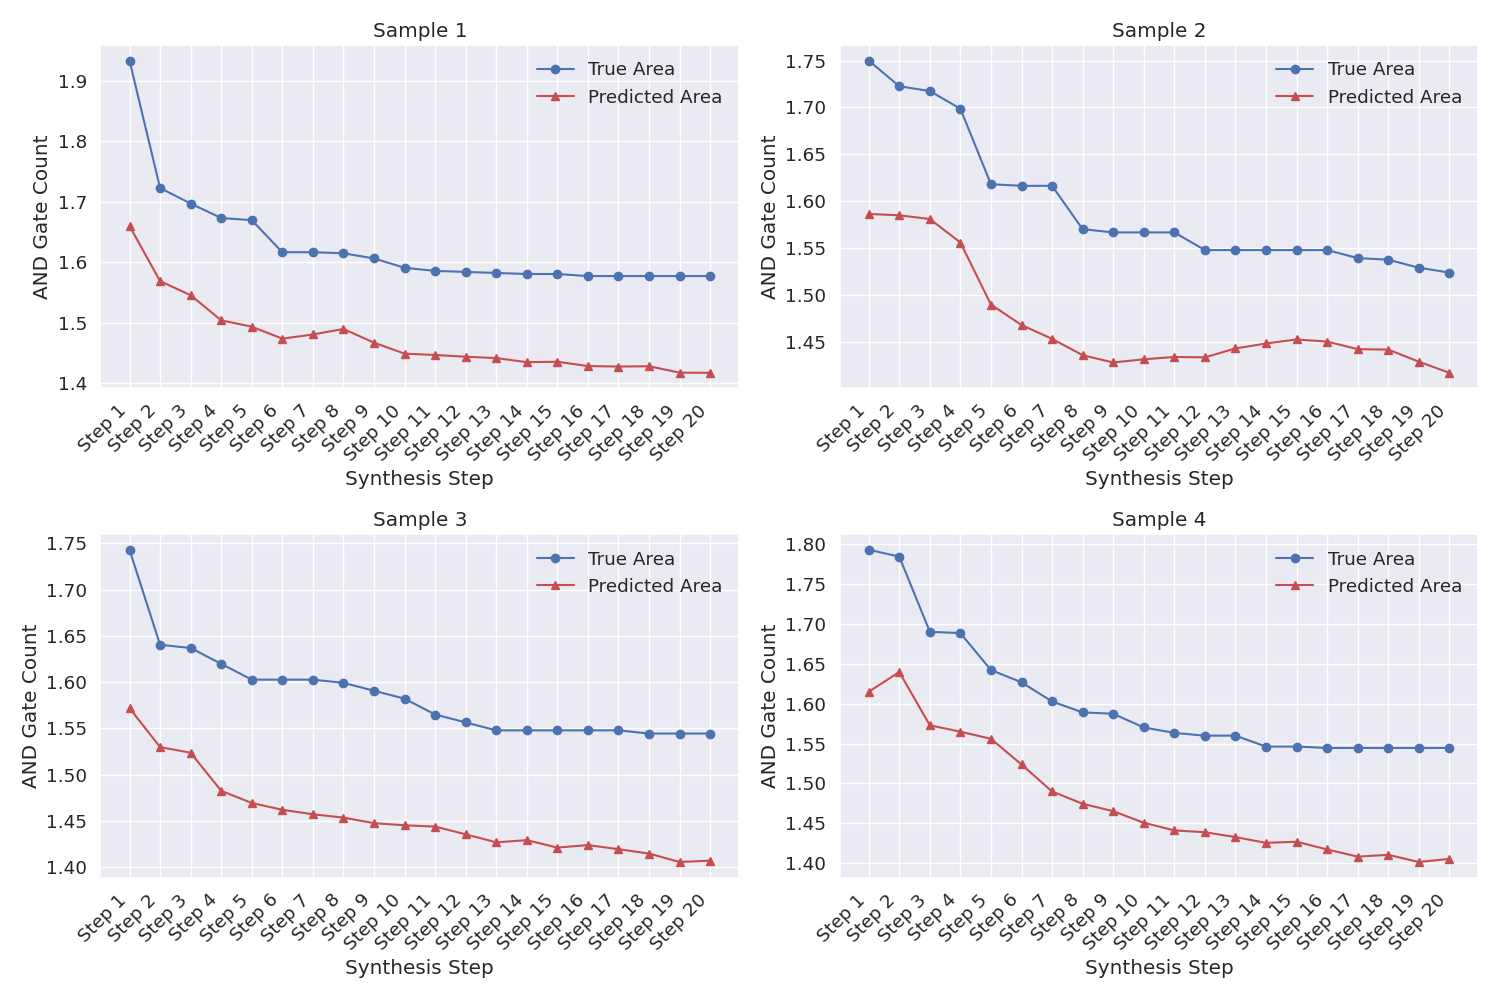 Sample 1
True Area
Predicted Area
AND Gate Count
1.9
1.8
1.7
1.6
1.5
1.4
Step 1
Step 2
Step 3
Step 4
Step 5
Step 6
Step 7
Step 8
Step 9
Step 10
Step 11
Step 12
Step 13
Step 14
Step 15
Step 16
Step 17
Step 18
Step 19
Step 20
Synthesis Step
Sample 2
True Area
Predicted Area
AND Gate Count
1.75
1.70
1.65
1.60
1.55
1.50
1.45
Step 1
Step 2
Step 3
Step 4
Step 5
Step 6
Step 7
Step 8
Step 9
Step 10
Step 11
Step 12
Step 13
Step 14
Step 15
Step 16
Step 17
Step 18
Step 19
Step 20
Synthesis Step
Sample 3
True Area
Predicted Area
AND Gate Count
1.75
1.70
1.65
1.60
1.55
1.50
1.45
1.40
Step 1
Step 2
Step 3
Step 4
Step 5
Step 6
Step 7
Step 8
Step 9
Step 10
Step 11
Step 12
Step 13
Step 14
Step 15
Step 16
Step 17
Step 18
Step 19
Step 20
Synthesis Step
Sample 4
True Area
Predicted Area
AND Gate Count
1.80
1.75
1.70
1.65
1.60
1.55
1.50
1.45
1.40
Step 1
Step 2
Step 3
Step 4
Step 5
Step 6
Step 7
Step 8
Step 9
Step 10
Step 11
Step 12
Step 13
Step 14
Step 15
Step 16
Step 17
Step 18
Step 19
Step 20
Synthesis Step